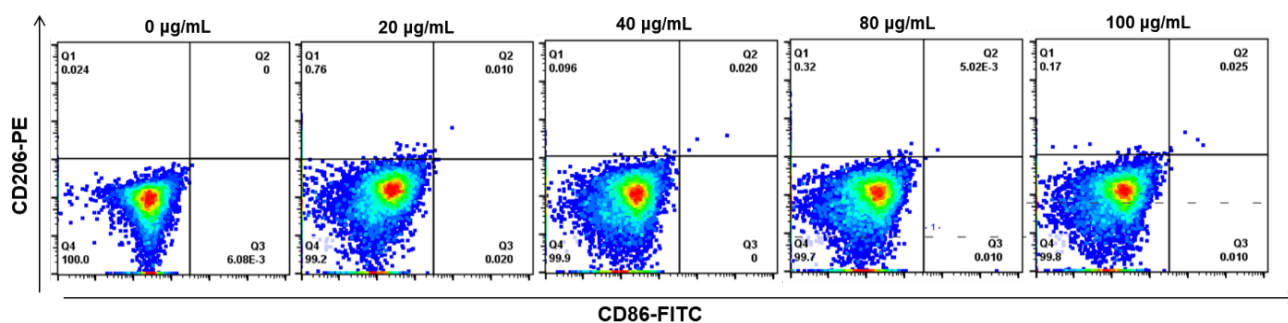 0 µg/mL
20 µg/mL
40 µg/mL
80 µg/mL
100 µg/mL
CD206-PE
Q1
0.024
Q2
0
Q4
100.0
Q3
6.08E-3
Q1
0.76
Q2
0.010
Q4
99.2
Q3
0.020
Q1
0.096
Q2
0.020
Q4
99.9
Q3
0
Q1
0.32
Q2
5.02E-3
-1-
Q4
99.7
Q3
0.010
Q1
0.17
Q2
0.025
Q4
99.8
Q3
0.010
CD86-FITC